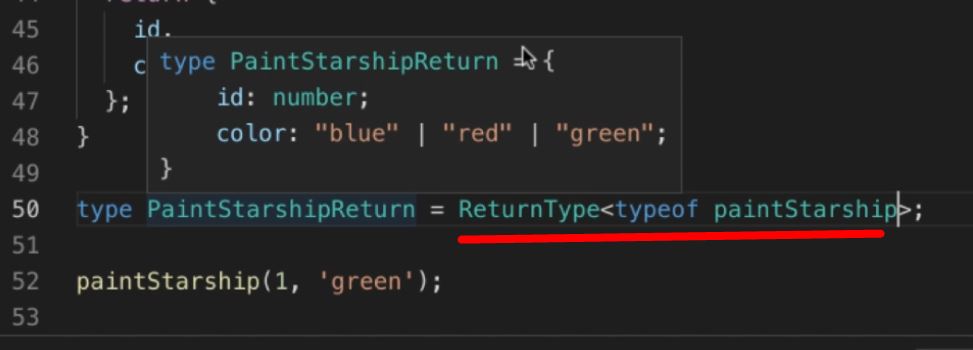 45 id,
type PaintStarshipReturn = {
46 c
47 };
id: number;
48 }
color: "blue" | "red" | "green";
49
}
50 type PaintStarshipReturn = ReturnType<typeof paintStarship>;
51
52 paintStarship(1, 'green');
53